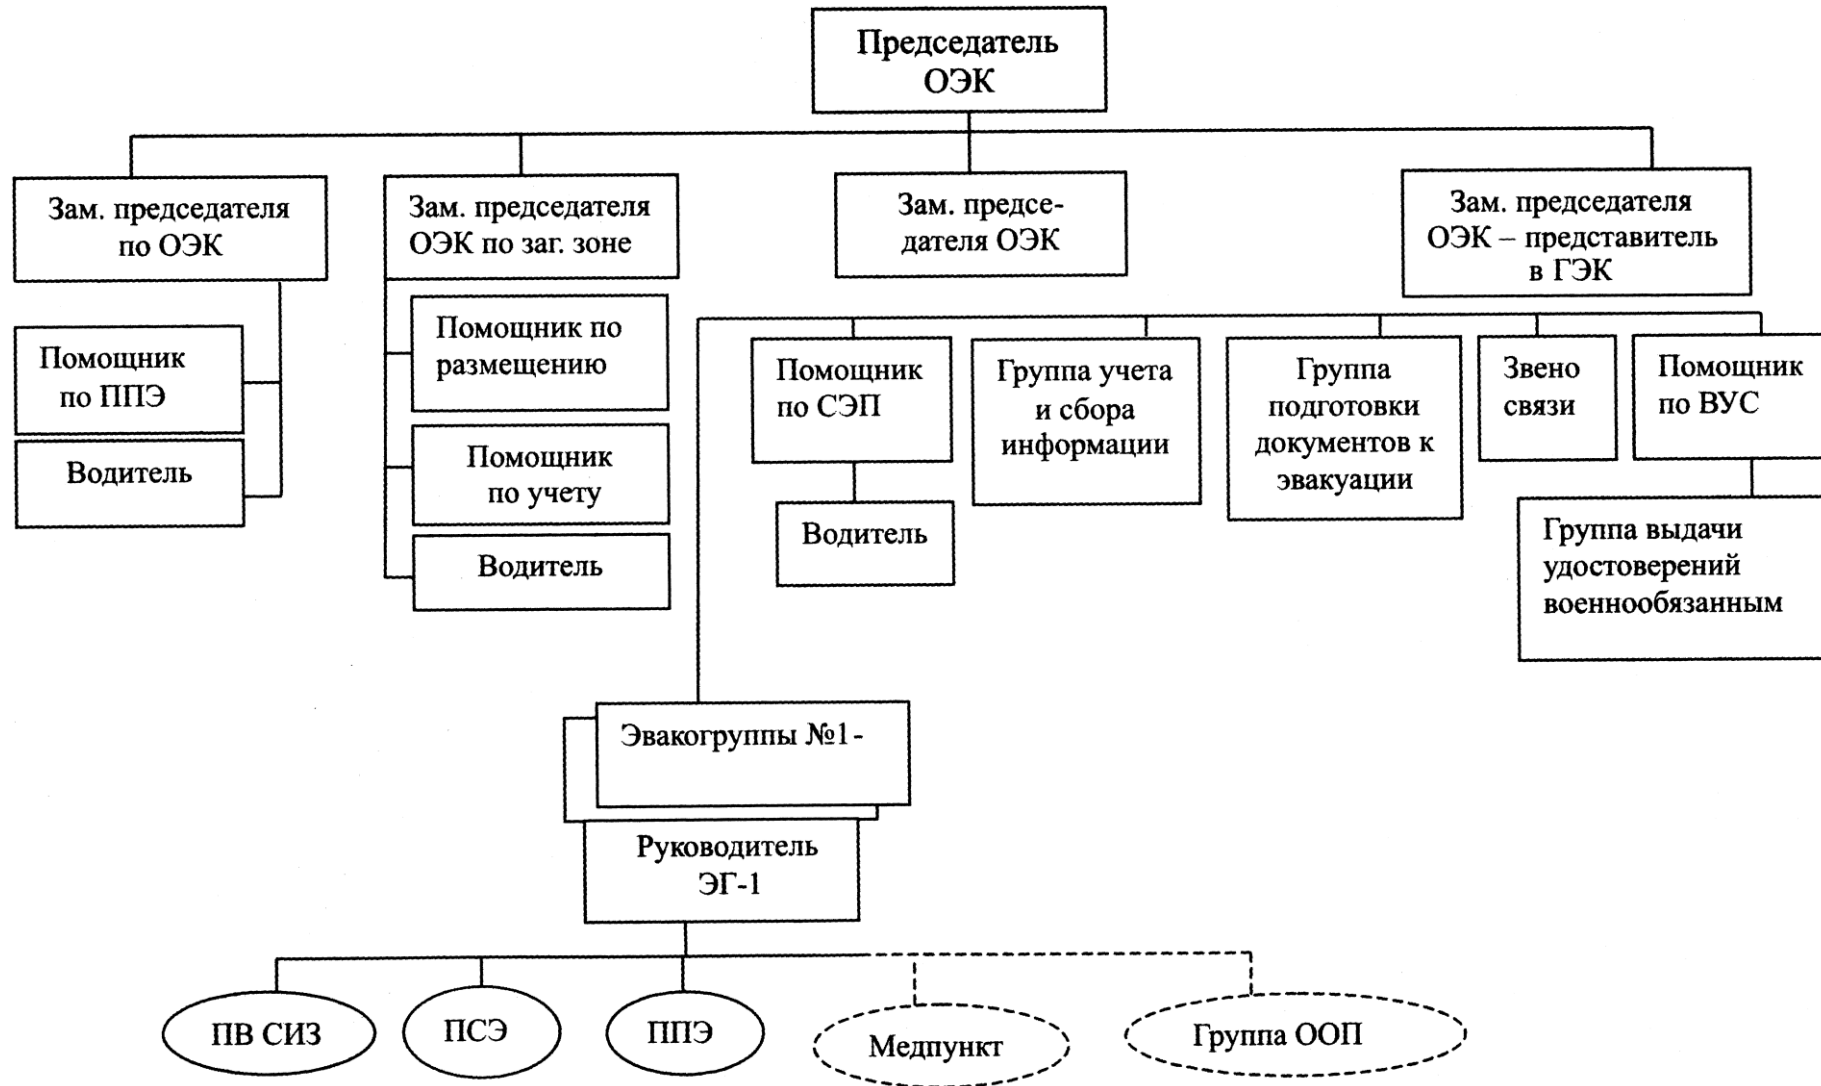 Председатель
ОЭК
Зам. председателя
по ОЭК
Зам. председателя
ОЭК по заг. зоне
Зам. предсе-
дателя ОЭК
Зам. председателя
ОЭК – представитель
в ГЭК
Помощник
по ППЭ
Водитель
Помощник по
размещению
Помощник
по учету
Водитель
Помощник
по СЭП
Водитель
Группа учета
и сбора
информации
Группа
подготовки
документов к
эвакуации
Звено
связи
Помощник
по ВУС
Группа выдачи
удостоверений
военнообязанным
Эвакогруппы №1-
Руководитель
ЭГ-1
ПВ СИЗ
ПСЭ
ППЭ
Медпункт
Группа ООП